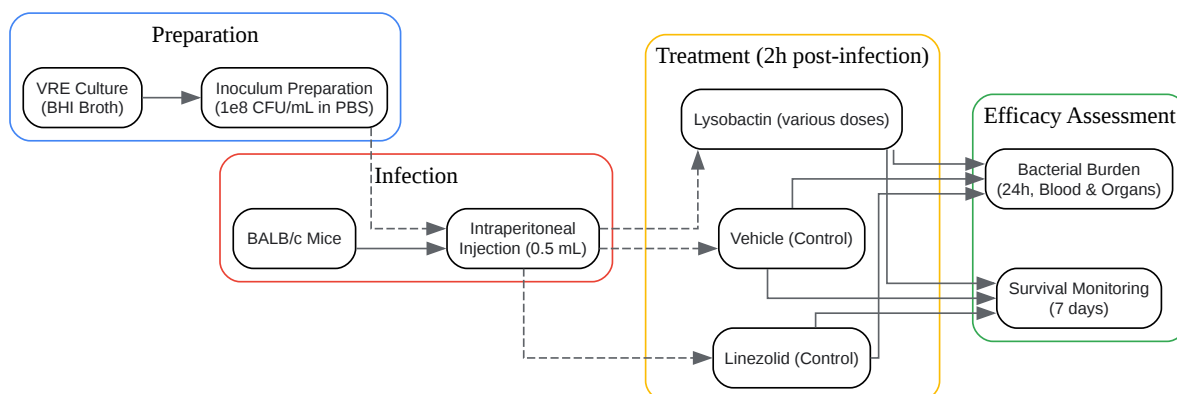 Preparation
VRE Culture
(BHI Broth)
Inoculum Preparation
(1e8 CFU/mL in PBS)
Infection
BALB/c Mice
Intraperitoneal
Injection (0.5 mL)
Treatment (2h post-infection)
Lysobactin (various doses)
Vehicle (Control)
Linezolid (Control)
Efficacy Assessment
Bacterial Burden
(24h, Blood & Organs)
Survival Monitoring
(7 days)